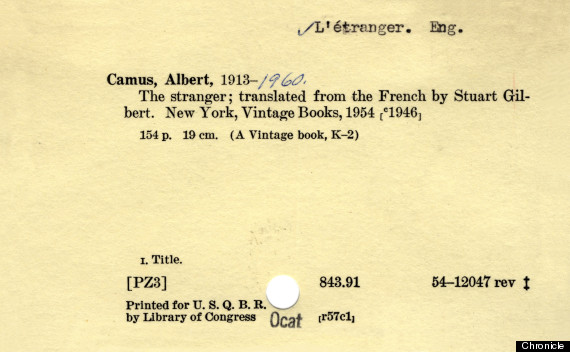 ✓L'étranger. Eng.
Camus, Albert, 1913–1960.
The stranger; translated from the French by Stuart Gil-
bert. New York, Vintage Books, 1954 [ᶜ1946]
154 p. 19 cm. (A Vintage book, K–2)
I. Title.
[PZ3] 843.91 54–12047 rev ‡
Printed for U. S. Q. B. R.
by Library of Congress Ocat [r57c1]
Chronicle